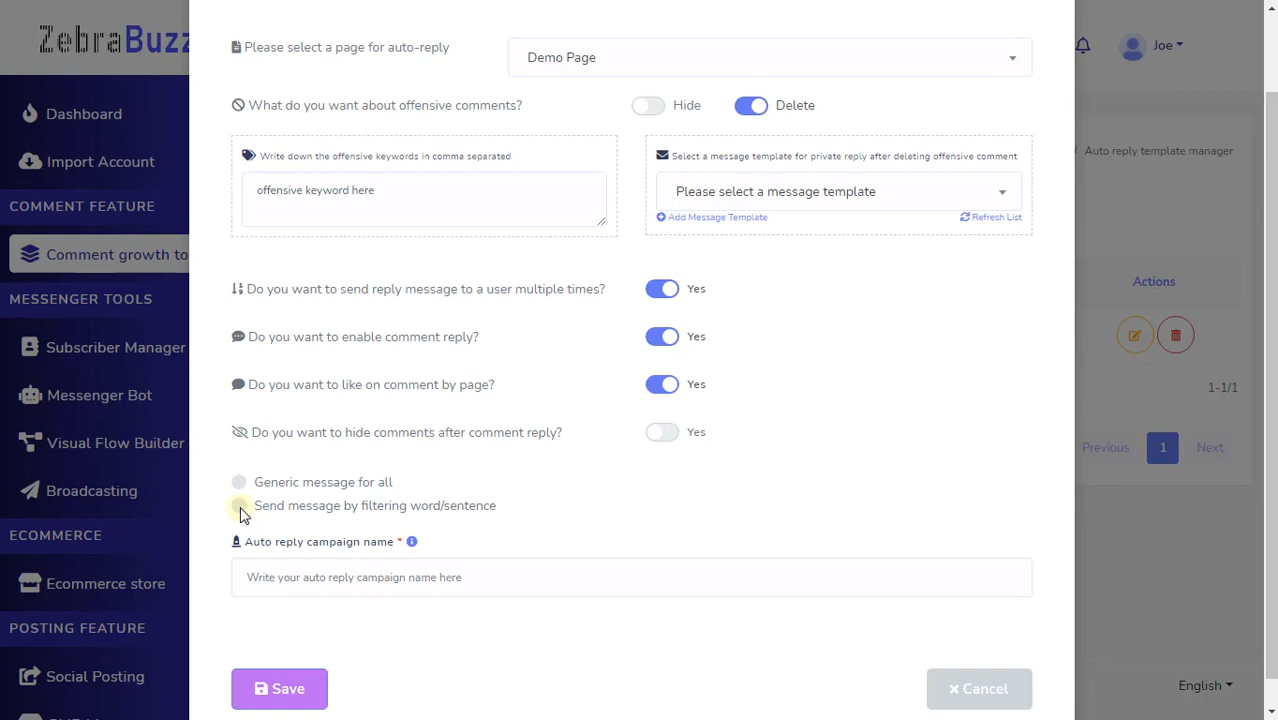 ZebraBuzz
Joe
Dashboard
Import Account
COMMENT FEATURE
Comment growth to
MESSENGER TOOLS
Subscriber Manager
Messenger Bot
Visual Flow Builder
Broadcasting
ECOMMERCE
Ecommerce store
POSTING FEATURE
Social Posting
Please select a page for auto-reply
Demo Page
What do you want about offensive comments?
Hide
Delete
Write down the offensive keywords in comma separated
offensive keyword here
Select a message template for private reply after deleting offensive comment
Please select a message template
Add Message Template
Refresh List
Do you want to send reply message to a user multiple times?
Yes
Do you want to enable comment reply?
Yes
Do you want to like on comment by page?
Yes
Do you want to hide comments after comment reply?
Yes
Generic message for all
Send message by filtering word/sentence
Auto reply campaign name *
Write your auto reply campaign name here
Save
× Cancel
/ Auto reply template manager
Actions
1-1/1
Previous 1 Next
English